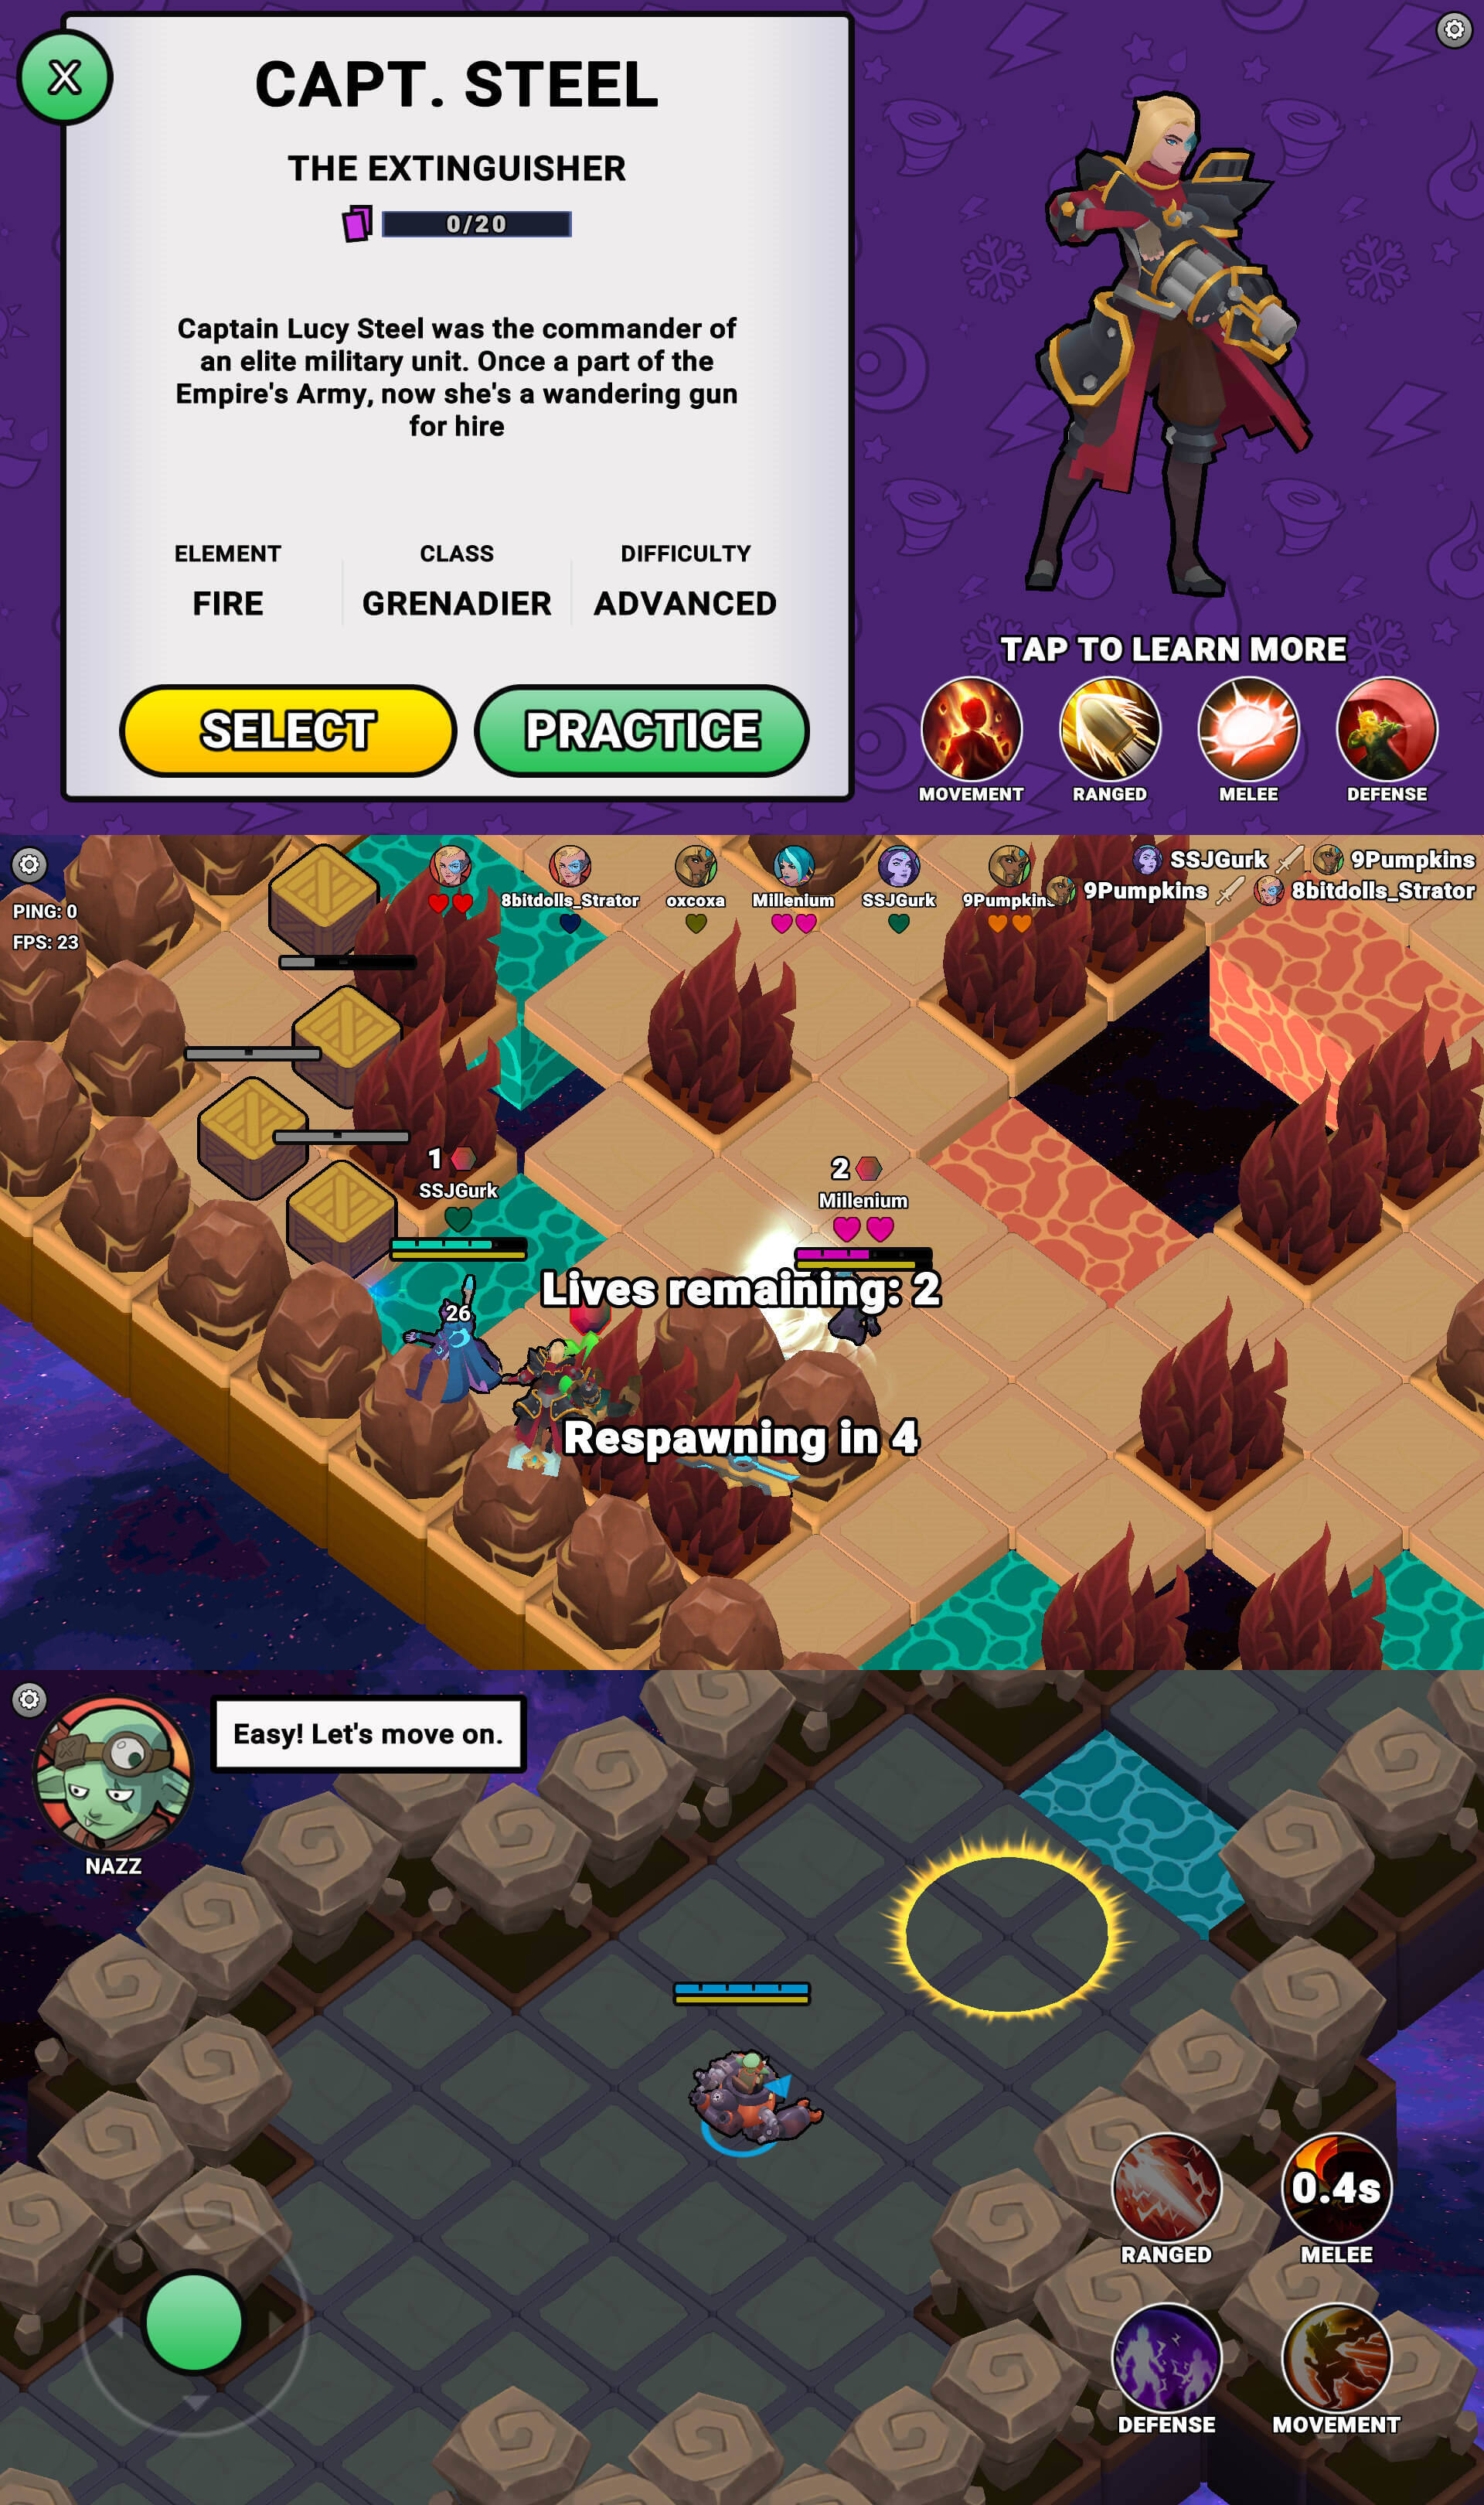 X
CAPT. STEEL
THE EXTINGUISHER
0/20
Captain Lucy Steel was the commander of
an elite military unit. Once a part of the
Empire's Army, now she's a wandering gun
for hire
ELEMENT
CLASS
DIFFICULTY
FIRE
GRENADIER
ADVANCED
SELECT
PRACTICE
TAP TO LEARN MORE
MOVEMENT
RANGED
MELEE
DEFENSE
PING: 0
FPS: 23
8bitdolls_Strator
oxcoxa
Millenium
SSJGurk
9Pumpkins
SSJGurk 9Pumpkins
9Pumpkins 8bitdolls_Strator
1
SSJGurk
2
Millenium
Lives remaining: 2
26
Respawning in 4
Easy! Let's move on.
NAZZ
0.4s
RANGED
MELEE
DEFENSE
MOVEMENT